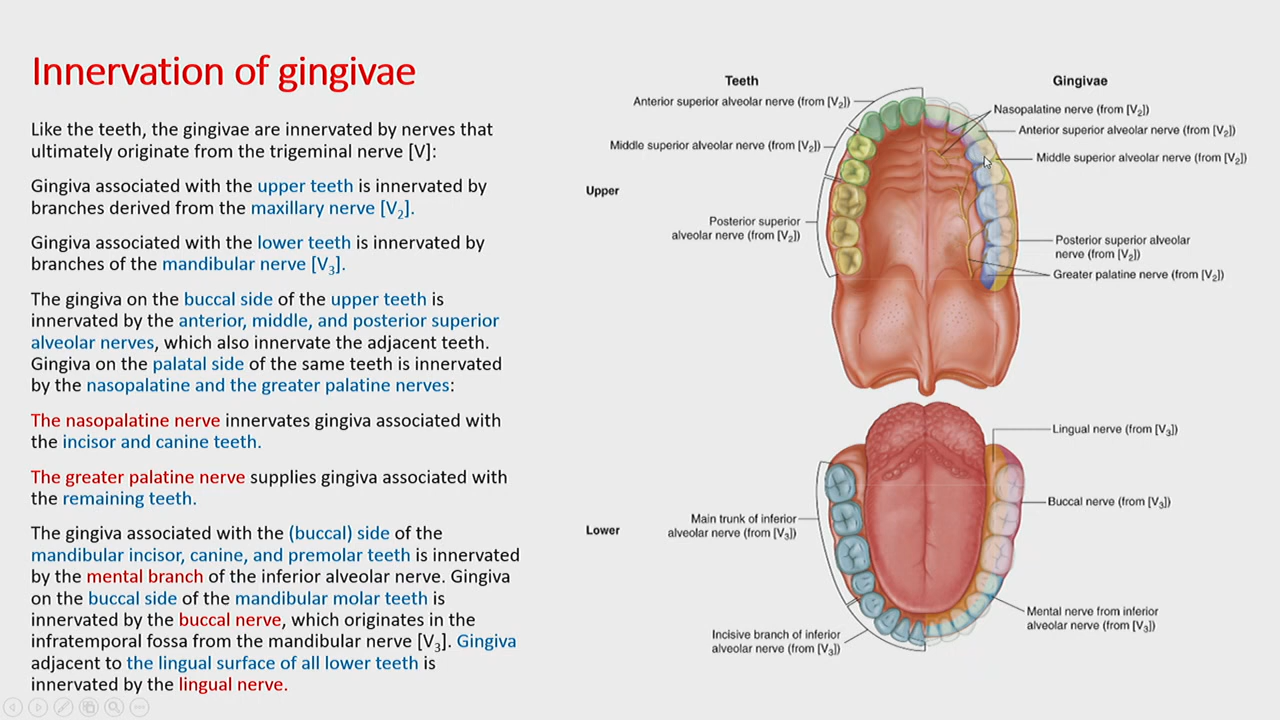 Innervation of gingivae
Like the teeth, the gingivae are innervated by nerves that
ultimately originate from the trigeminal nerve [V]:
Gingiva associated with the upper teeth is innervated by
branches derived from the maxillary nerve [V2].
Gingiva associated with the lower teeth is innervated by
branches of the mandibular nerve [V3].
The gingiva on the buccal side of the upper teeth is
innervated by the anterior, middle, and posterior superior
alveolar nerves, which also innervate the adjacent teeth.
Gingiva on the palatal side of the same teeth is innervated
by the nasopalatine and the greater palatine nerves:
The nasopalatine nerve innervates gingiva associated with
the incisor and canine teeth.
The greater palatine nerve supplies gingiva associated with
the remaining teeth.
The gingiva associated with the (buccal) side of the
mandibular incisor, canine, and premolar teeth is innervated
by the mental branch of the inferior alveolar nerve. Gingiva
on the buccal side of the mandibular molar teeth is
innervated by the buccal nerve, which originates in the
infratemporal fossa from the mandibular nerve [V3]. Gingiva
adjacent to the lingual surface of all lower teeth is
innervated by the lingual nerve.
Teeth
Gingivae
Anterior superior alveolar nerve (from [V2])
Middle superior alveolar nerve (from [V2])
Upper
Posterior superior
alveolar nerve (from [V2])
Nasopalatine nerve (from [V2])
Anterior superior alveolar nerve (from [V2])
Middle superior alveolar nerve (from [V2])
Posterior superior alveolar
nerve (from [V2])
Greater palatine nerve (from [V2])
Lower
Main trunk of inferior
alveolar nerve (from [V3])
Incisive branch of inferior
alveolar nerve (from [V3])
Lingual nerve (from [V3])
Buccal nerve (from [V3])
Mental nerve from inferior
alveolar nerve (from [V3])